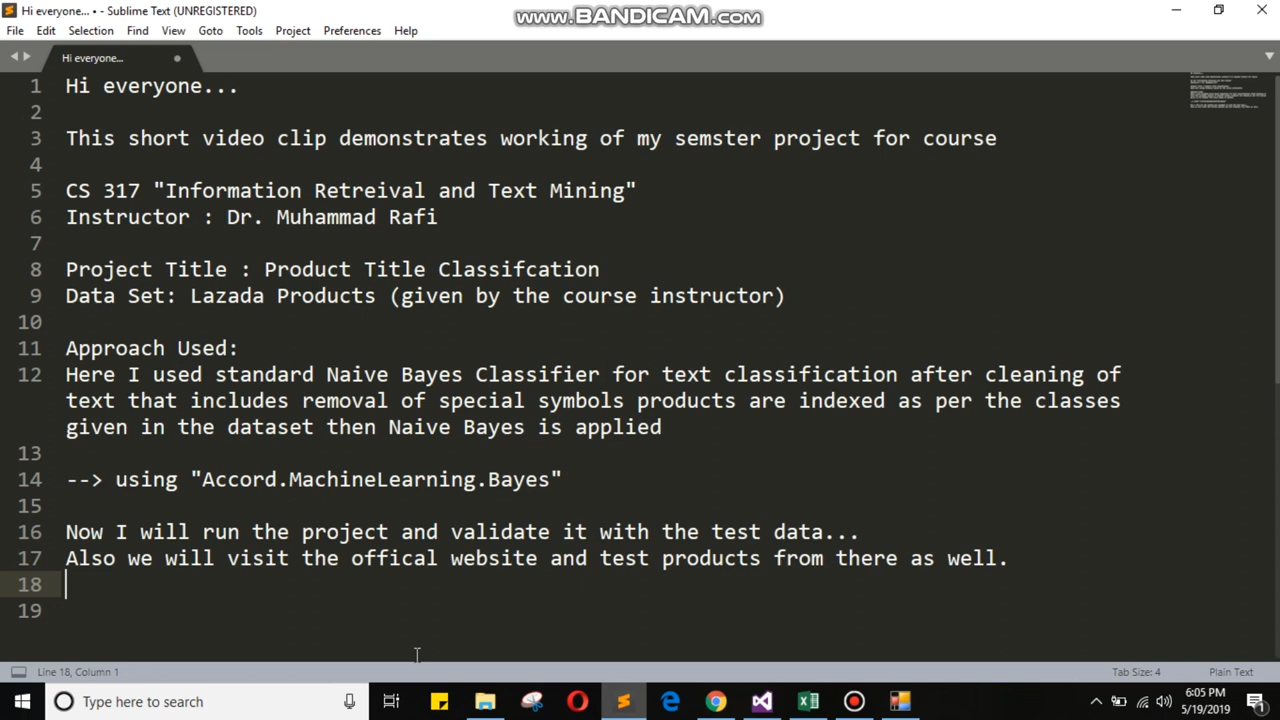 Hi everyone... • - Sublime Text (UNREGISTERED)
www.BANDICAM.com
File Edit Selection Find View Goto Tools Project Preferences Help
Hi everyone...
1 Hi everyone...
2
3 This short video clip demonstrates working of my semster project for course
4
5 CS 317 "Information Retreival and Text Mining"
6 Instructor : Dr. Muhammad Rafi
7
8 Project Title : Product Title Classifcation
9 Data Set: Lazada Products (given by the course instructor)
10
11 Approach Used:
12 Here I used standard Naive Bayes Classifier for text classification after cleaning of
text that includes removal of special symbols products are indexed as per the classes
given in the dataset then Naive Bayes is applied
13
14 --> using "Accord.MachineLearning.Bayes"
15
16 Now I will run the project and validate it with the test data...
17 Also we will visit the offical website and test products from there as well.
18
19
Line 18, Column 1
Tab Size: 4
Plain Text
Type here to search
6:05 PM
5/19/2019
1